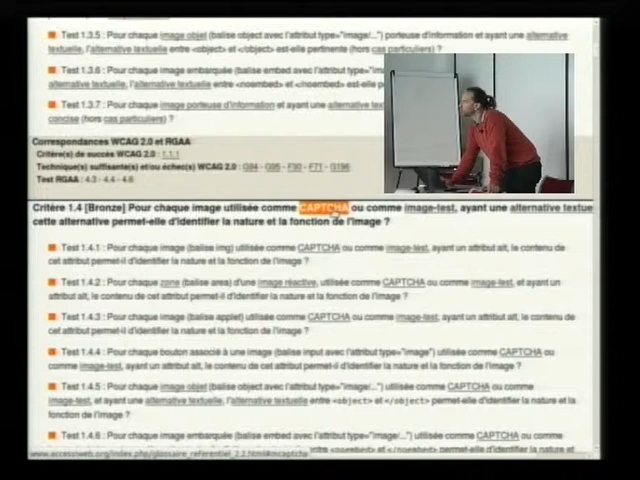 Test 1.3.5 : Pour chaque image objet (balise object avec l'attribut type="image/...") porteuse d'information et ayant une alternative
textuelle, l'alternative textuelle entre <object> et </object> est-elle pertinente (hors cas particuliers) ?
Test 1.3.6 : Pour chaque image embarquée (balise embed avec l'attribut type="ima
alternative textuelle, l'alternative textuelle entre <noembed> et </noembed> est-elle p
Test 1.3.7 : Pour chaque image porteuse d'information et ayant une alternative tex
concise (hors cas particuliers) ?
Correspondances WCAG 2.0 et RGAA
Critère(s) de succès WCAG 2.0 : 1.1.1
Technique(s) suffisante(s) et/ou échec(s) WCAG 2.0 : G94 - G95 - F30 - F71 - G196
Test RGAA : 4.3 - 4.4 - 4.6
Critère 1.4 [Bronze] Pour chaque image utilisée comme CAPTCHA ou comme image-test, ayant une alternative textue
cette alternative permet-elle d'identifier la nature et la fonction de l'image ?
Test 1.4.1 : Pour chaque image (balise img) utilisée comme CAPTCHA ou comme image-test, ayant un attribut alt, le contenu de
cet attribut permet-il d'identifier la nature et la fonction de l'image ?
Test 1.4.2 : Pour chaque zone (balise area) d'une image réactive, utilisée comme CAPTCHA ou comme image-test, et ayant un
attribut alt, le contenu de cet attribut permet-il d'identifier la nature et la fonction de l'image ?
Test 1.4.3 : Pour chaque image (balise applet) utilisée comme CAPTCHA ou comme image-test, ayant un attribut alt, le contenu de
cet attribut permet-il d'identifier la nature et la fonction de l'image ?
Test 1.4.4 : Pour chaque bouton associé à une image (balise input avec l'attribut type="image") utilisée comme CAPTCHA ou
comme image-test, ayant un attribut alt, le contenu de cet attribut permet-il d'identifier la nature et la fonction de l'image ?
Test 1.4.5 : Pour chaque image objet (balise object avec l'attribut type="image/...") utilisée comme CAPTCHA ou comme
image-test, et ayant une alternative textuelle, l'alternative textuelle entre <object> et </object> permet-elle d'identifier la nature et la
fonction de l'image ?
Test 1.4.6 : Pour chaque image embarquée (balise embed avec l'attribut type="image/...") utilisée comme CAPTCHA ou comme
www.accessiweb.org/index.php/glossaire_referentiel_2.2.html#mcaptcha